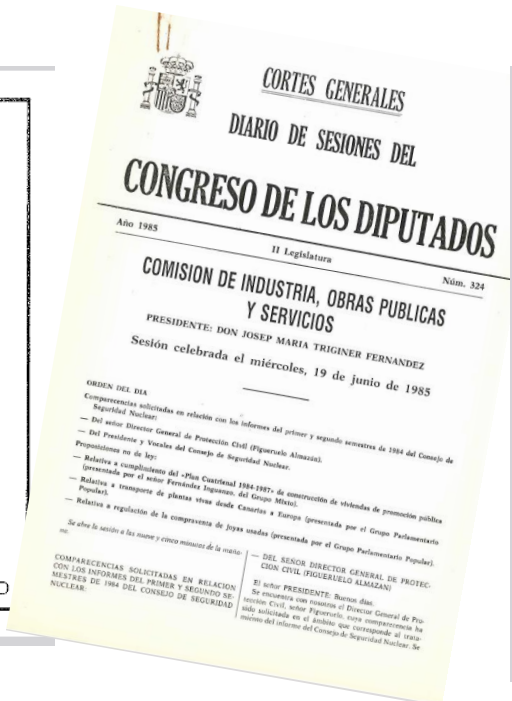 CORTES GENERALES
DIARIO DE SESIONES DEL
CONGRESO DE LOS DIPUTADOS
Año 1985
II Legislatura
Núm. 324
COMISION DE INDUSTRIA, OBRAS PUBLICAS
Y SERVICIOS
PRESIDENTE: DON JOSEP MARIA TRIGINER FERNANDEZ
Sesión celebrada el miércoles, 19 de junio de 1985
ORDEN DEL DIA
Comparecencias solicitadas en relación con los informes del primer y segundo semestres de 1984 del Consejo de
Seguridad Nuclear:
— Del señor Director General de Protección Civil (Figueruelo Almazán).
— Del Presidente y Vocales del Consejo de Seguridad Nuclear.
Proposiciones no de ley:
— Relativa a cumplimiento del «Plan Cuatrienal 1984-1987» de construcción de viviendas de promoción pública
(presentada por el señor Fernández Inguanzo, del Grupo Mixto).
— Relativa a transporte de plantas vivas desde Canarias a Europa (presentada por el Grupo Parlamentario
Popular).
— Relativa a regulación de la compraventa de joyas usadas (presentada por el Grupo Parlamentario Popular).
Se abre la sesión a las nueve y cinco minutos de la maña-
na.
COMPARECENCIAS SOLICITADAS EN RELACION
CON LOS INFORMES DEL PRIMER Y SEGUNDO SE-
MESTRES DE 1984 DEL CONSEJO DE SEGURIDAD
NUCLEAR:
— DEL SEÑOR DIRECTOR GENERAL DE PROTEC-
CION CIVIL (FIGUERUELO ALMAZAN)
El señor PRESIDENTE: Buenos días.
Se encuentra con nosotros el Director General de Pro-
tección Civil, señor Figueruelo, cuya comparecencia ha
sido solicitada en el ámbito que corresponde al trata-
miento del informe del Consejo de Seguridad Nuclear. Se